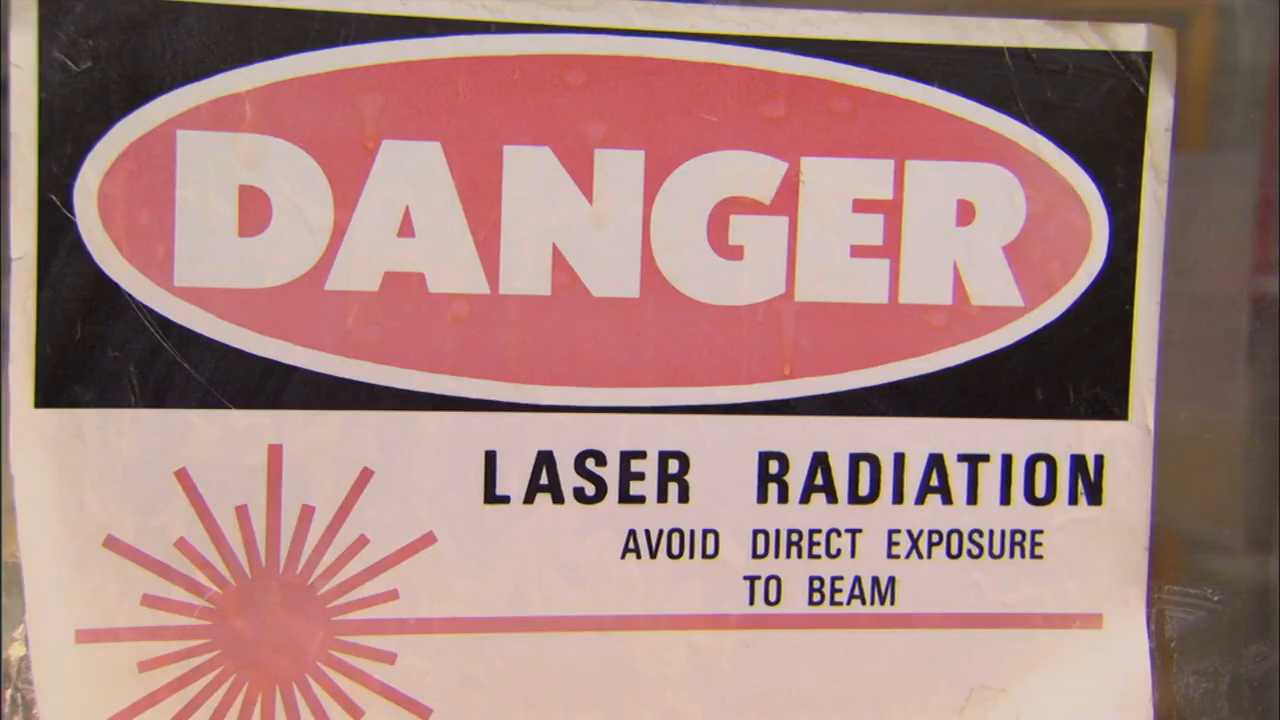 DANGER
LASER RADIATION
AVOID DIRECT EXPOSURE
TO BEAM